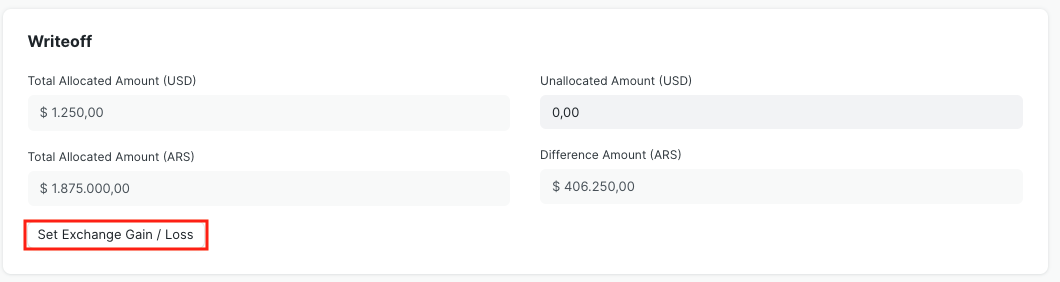 Writeoff
Total Allocated Amount (USD)
$ 1.250,00
Unallocated Amount (USD)
0,00
Total Allocated Amount (ARS)
$ 1.875.000,00
Difference Amount (ARS)
$ 406.250,00
Set Exchange Gain / Loss